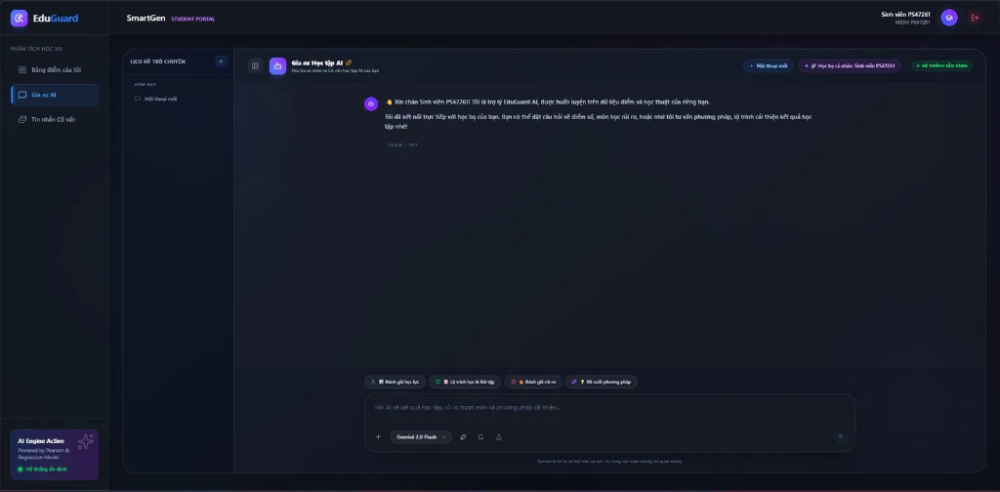 EduGuard
PHÂN TÍCH HỌC VỤ
Bảng điểm của tôi
Gia sư AI
Tin nhắn Cố vấn
AI Engine Active
Powered by Pearson &
Regression Model
Hệ thống ổn định
SmartGen STUDENT PORTAL
Sinh viên PS47261
MSSV: PS47261
LỊCH SỬ TRÒ CHUYỆN
+
HÔM NAY
Hội thoại mới
Gia sư Học tập AI
Học bạ cá nhân và Cố vấn học tập AI của bạn
+ Hội thoại mới
Học bạ cá nhân: Sinh viên PS47261
HỆ THỐNG SẴN SÀNG
👋 Xin chào Sinh viên PS47261! Tôi là trợ lý EduGuard AI, được huấn luyện trên dữ liệu điểm và học thuật của riêng bạn.
Tôi đã kết nối trực tiếp với học bạ của bạn. Bạn có thể đặt câu hỏi về điểm số, môn học rủi ro, hoặc nhờ tôi tư vấn phương pháp, lộ trình cải thiện kết quả học
tập nhé!
Đánh giá học lực
Lộ trình học & Bài tập
Đánh giá rủi ro
Đề xuất phương pháp
Hỏi AI về kết quả học tập, rủi ro trượt môn và phương pháp cải thiện...
+ Gemini 2.0 Flash